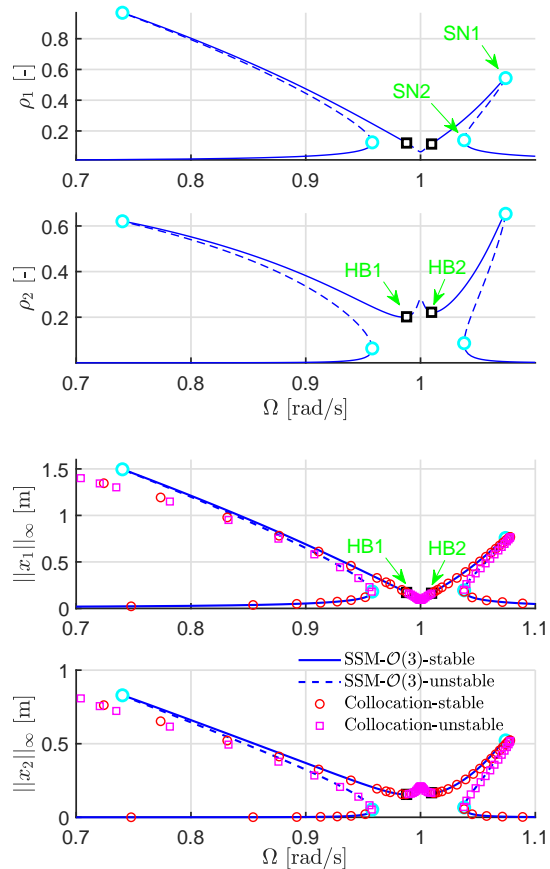 SN1
0.8
ρ1 [-]
0.6
SN2
0.4
0.2
0.7 0.8 0.9 1 1.1
0.6
ρ2 [-]
HB1 HB2
0.4
0.2
0.7 0.8 0.9 1 1.1
Ω [rad/s]
1.5
||x1||∞ [m]
1
HB1 HB2
0.5
0
0.7 0.8 0.9 1 1.1
1
SSM-O(3)-stable
SSM-O(3)-unstable
||x2||∞ [m]
Collocation-stable
0.5
Collocation-unstable
0
0.7 0.8 0.9 1 1.1
Ω [rad/s]